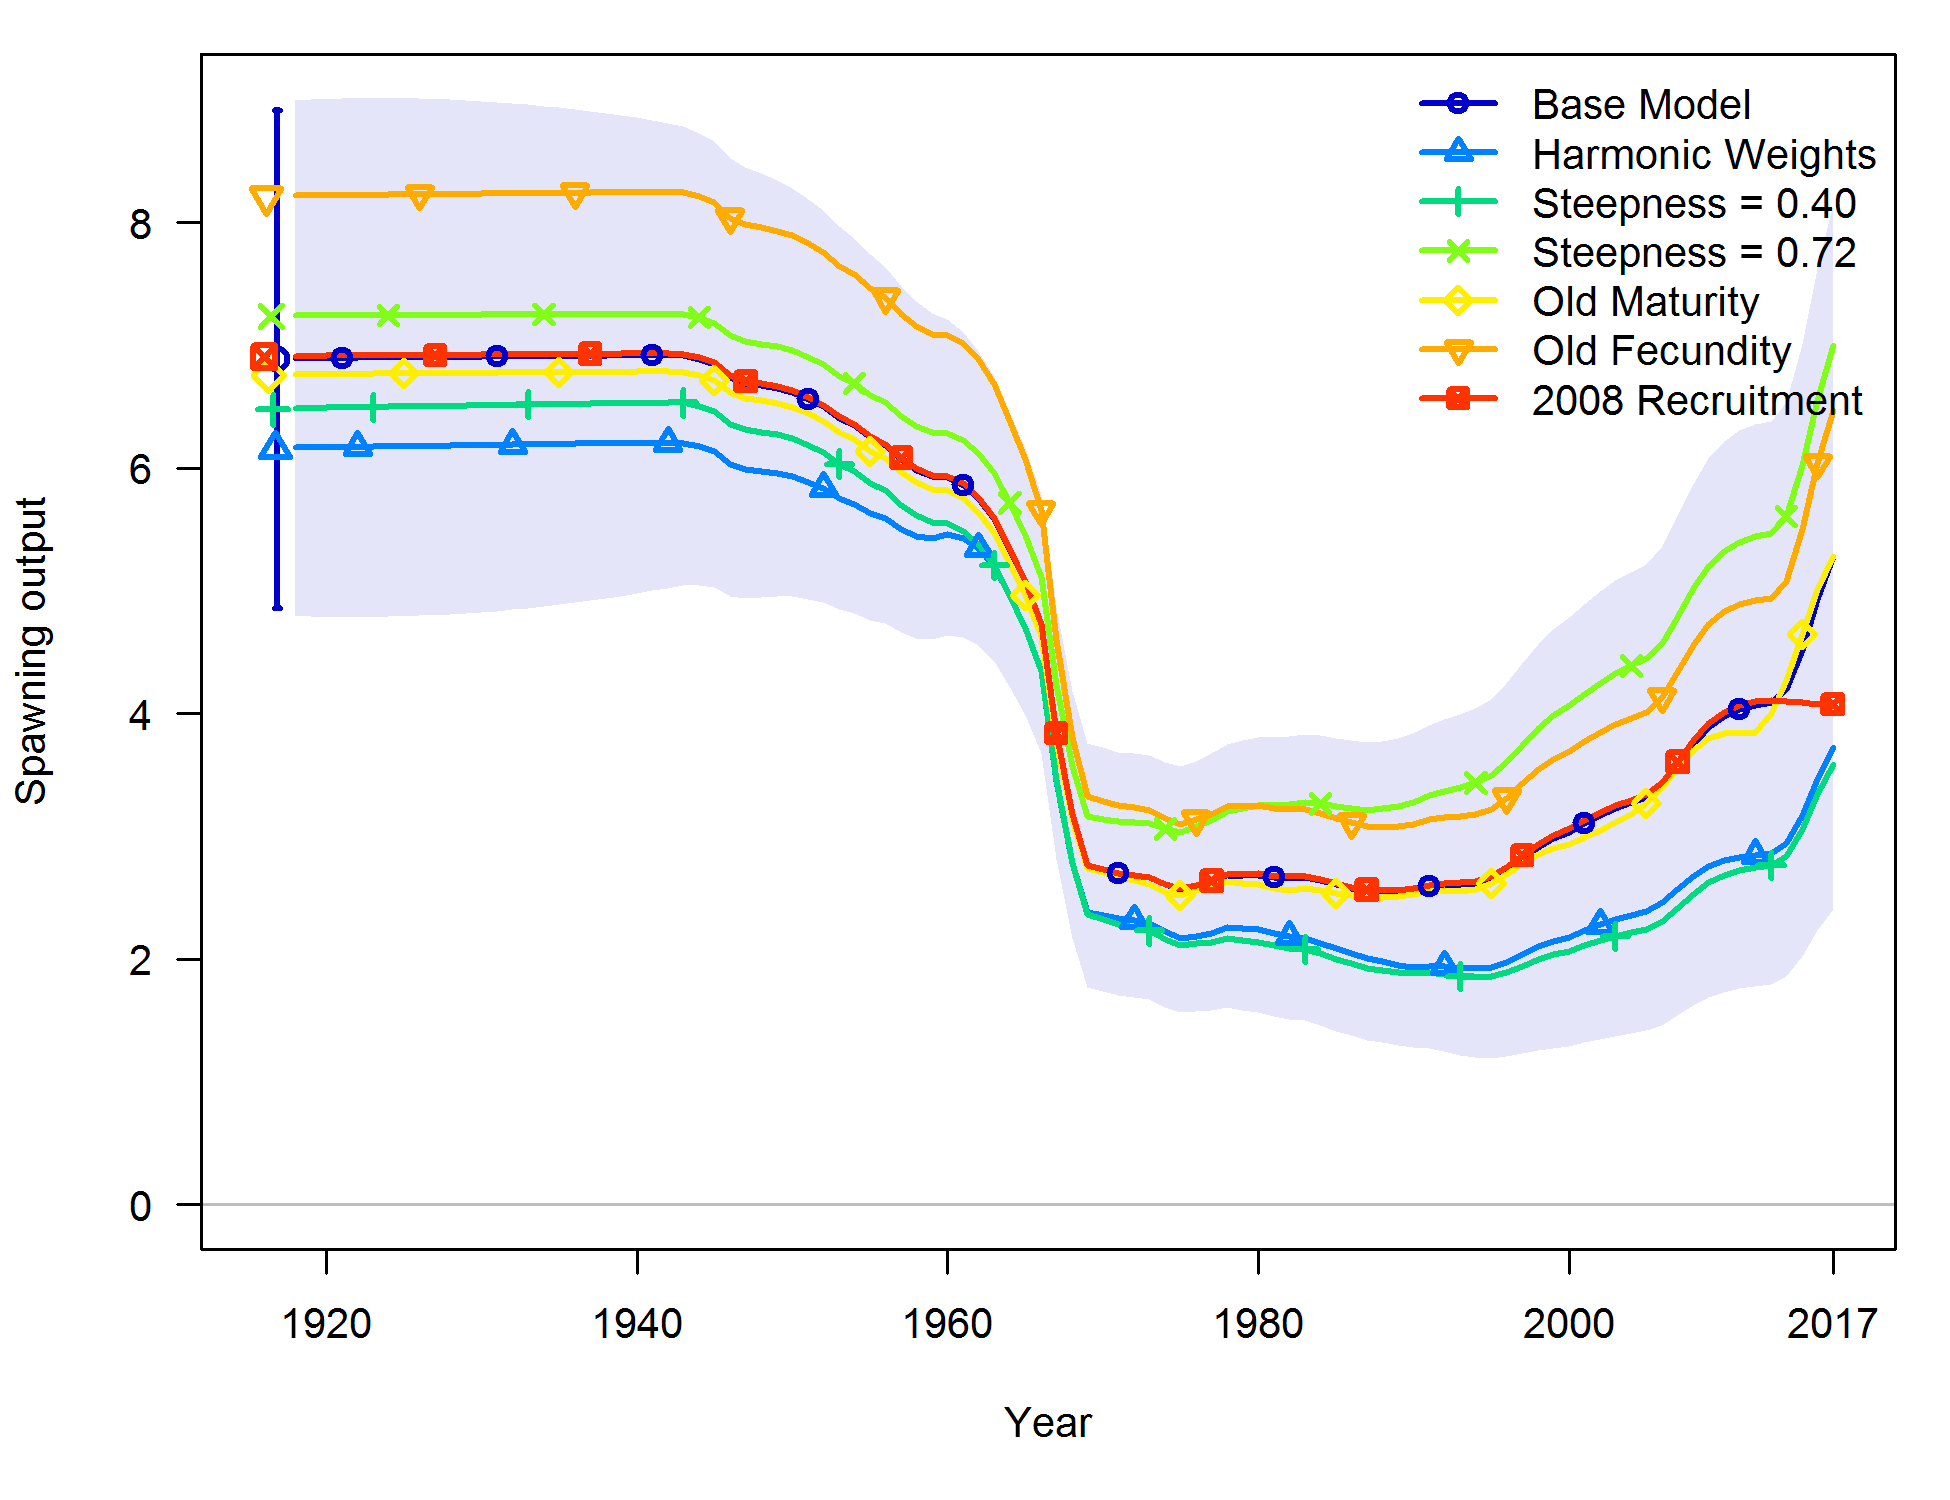 Base Model
Harmonic Weights
Steepness = 0.40
Steepness = 0.72
Old Maturity
Old Fecundity
2008 Recruitment
Spawning output
8
6
4
2
0
1920 1940 1960 1980 2000 2017
Year